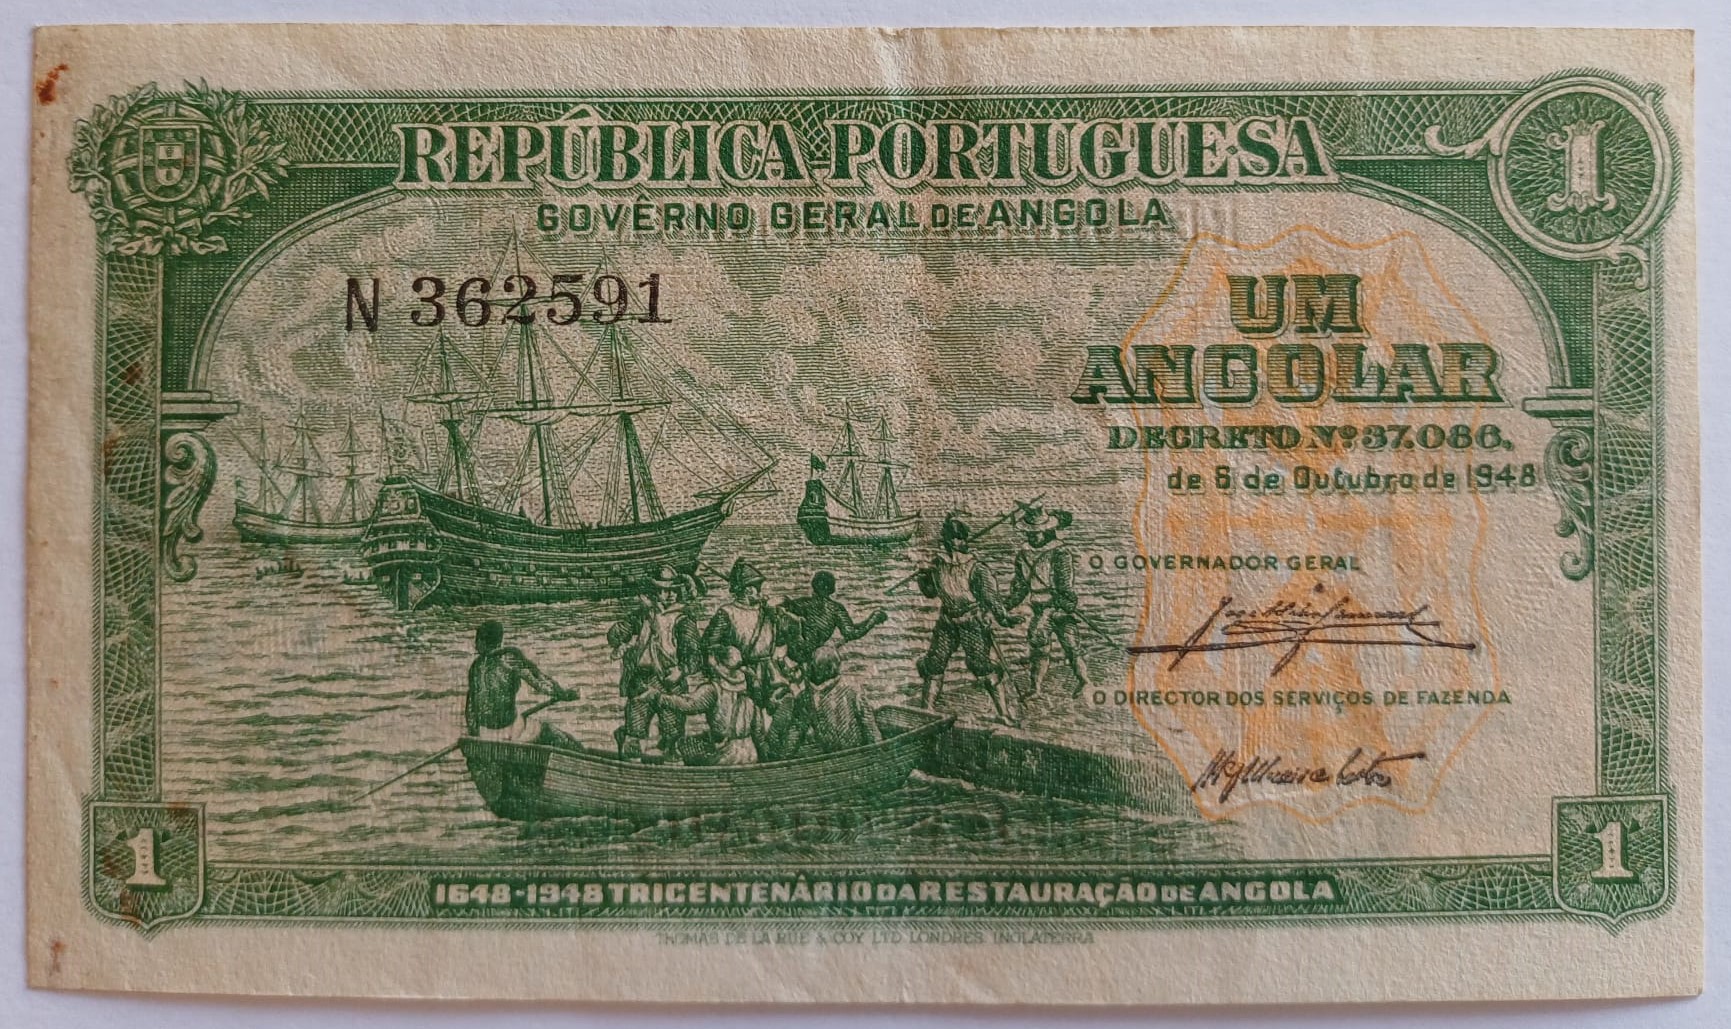 REPÚBLICA PORTUGUESA
1
GOVÊRNO GERAL DE ANGOLA
N 362591
UM
ANGOLAR
DECRETO Nº 37.086.
de 6 de Outubro de 1948
O GOVERNADOR GERAL
O DIRECTOR DOS SERVIÇOS DE FAZENDA
1
1
1648-1948 TRICENTENÁRIO DA RESTAURAÇÃO DE ANGOLA
THOMAS DE LA RUE & COY. LTD. LONDRES. INGLATERRA